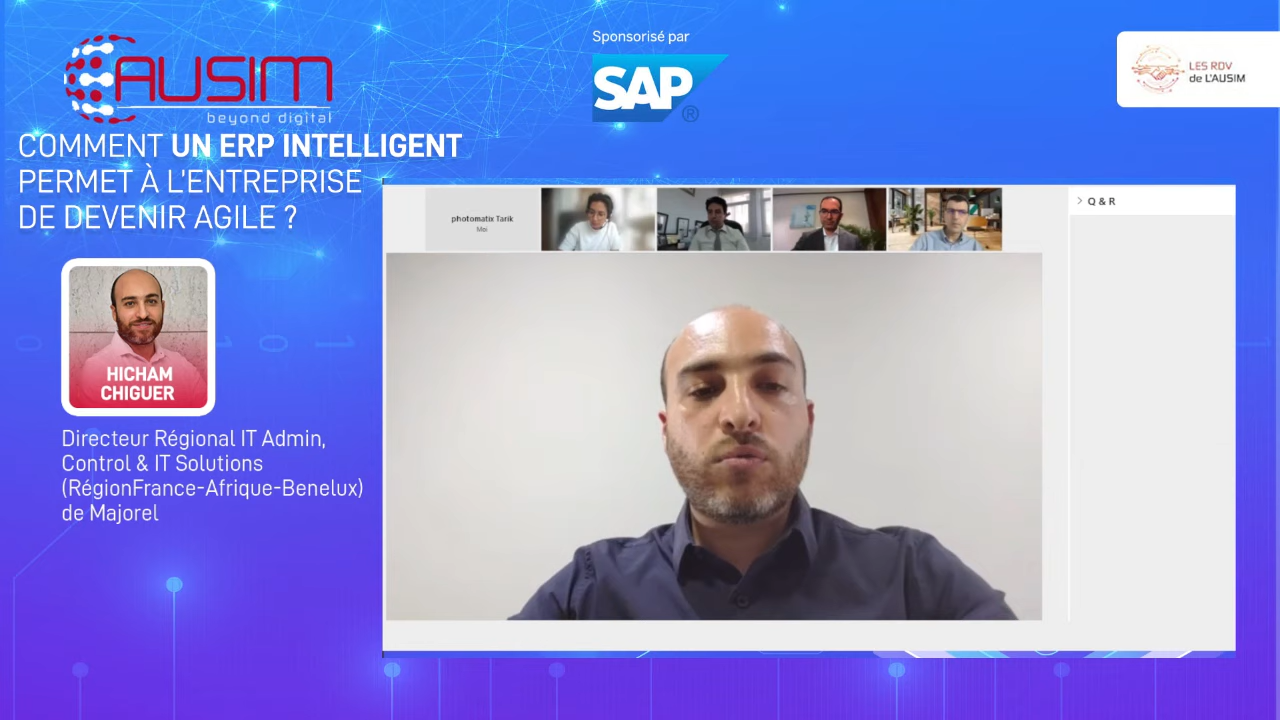 AUSIM
beyond digital
Sponsorisé par
SAP
®
LES RDV
de L'AUSIM
COMMENT UN ERP INTELLIGENT
PERMET À L'ENTREPRISE
DE DEVENIR AGILE ?
HICHAM
CHIGUER
Directeur Régional IT Admin,
Control & IT Solutions
(RégionFrance-Afrique-Benelux)
de Majorel
photomatix Tarik
Moi
Q & R